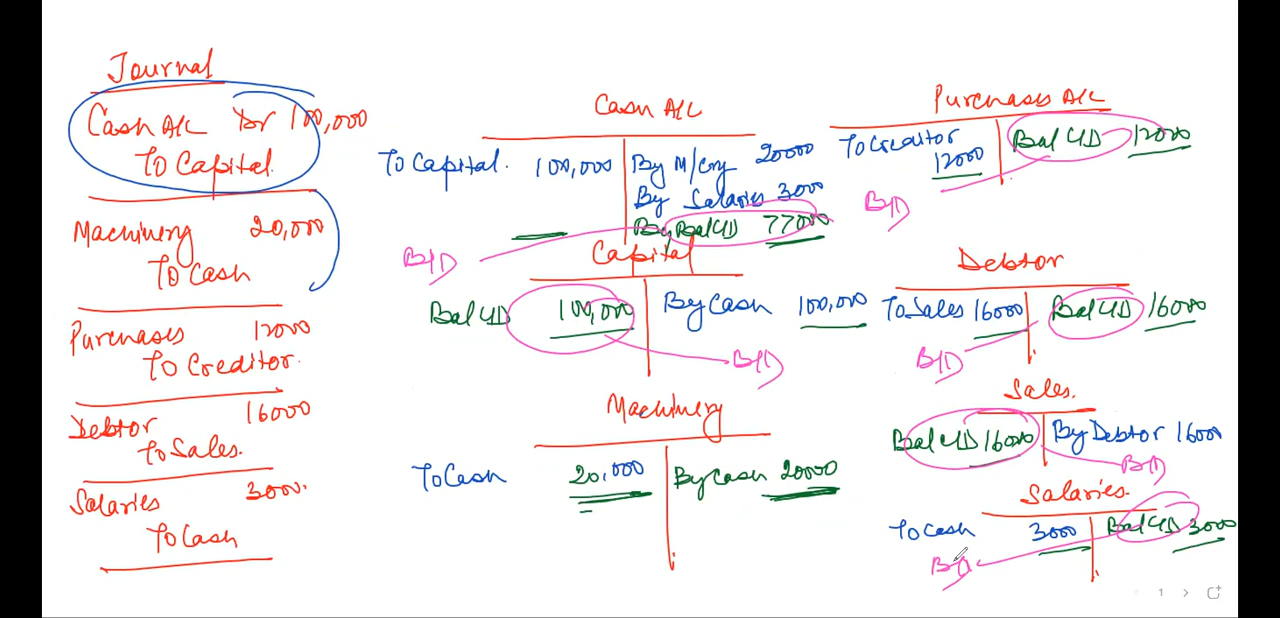 Journal
Cash A/c Dr 100,000
To Capital.
Machinery 20,000
To Cash
Purchases 12000
To Creditor.
Debtor 16000
To Sales.
Salaries 3000.
To Cash
Cash A/c
To Capital. 100,000 By M/cry 20000
By Salaries 3000
By Bal C/D 77000
B/D
Capital
Bal C/D 100,000 By Cash 100,000
B/D
Machinery
To Cash 20,000 By Cash 20000
Purchases A/c
To Creditor 12000 Bal C/D 12000
B/D
Debtor
To Sales 16000 Bal C/D 16000
B/D
Sales.
Bal C/D 16000 By Debtor 16000
B/D
Salaries.
To Cash 3000 Bal C/D 3000
B/D
1